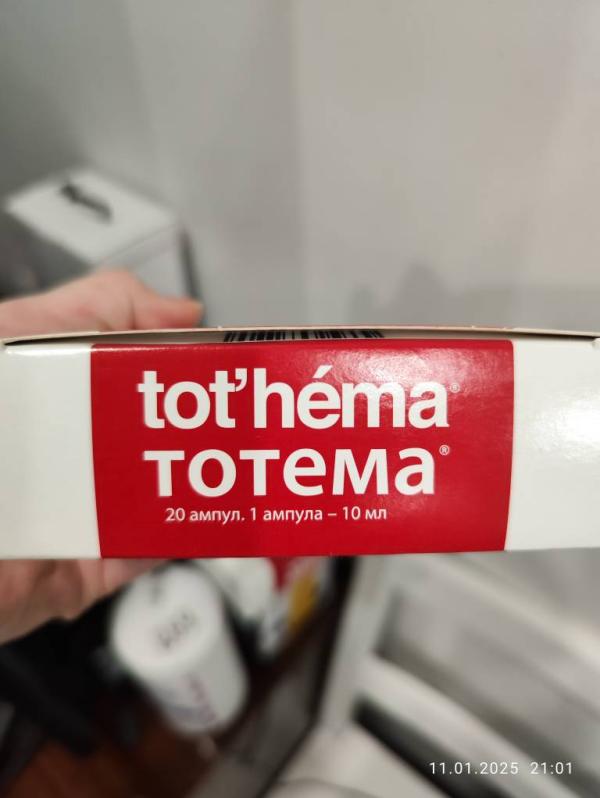 tot'héma®
тотема®
20 ампул. 1 ампула – 10 мл
11.01.2025 21:01